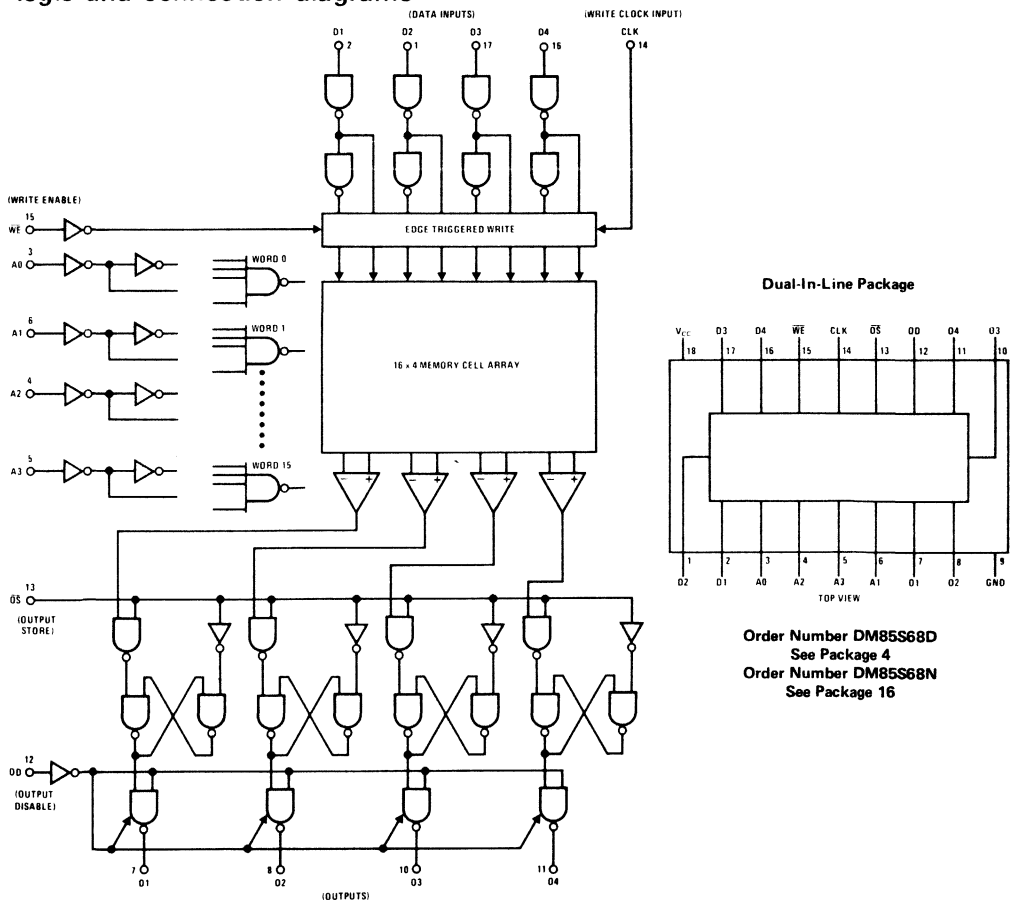 logic and connection diagrams
(DATA INPUTS) (WRITE CLOCK INPUT)
D1 D2 D3 D4 CLK
2 1 17 16 14
(WRITE ENABLE)
15
WE
EDGE TRIGGERED WRITE
3
A0
WORD 0
6
A1
WORD 1
4
A2
16 x 4 MEMORY CELL ARRAY
5
A3
WORD 15
- + - + - + - +
13
OS
(OUTPUT
STORE)
12
OD
(OUTPUT
DISABLE)
7 8 10 11
O1 O2 O3 O4
(OUTPUTS)
Dual-In-Line Package
VCC D3 D4 WE CLK OS OD O4 O3
18 17 16 15 14 13 12 11 10
1 2 3 4 5 6 7 8 9
D2 D1 A0 A2 A3 A1 O1 O2 GND
TOP VIEW
Order Number DM85S68D
See Package 4
Order Number DM85S68N
See Package 16